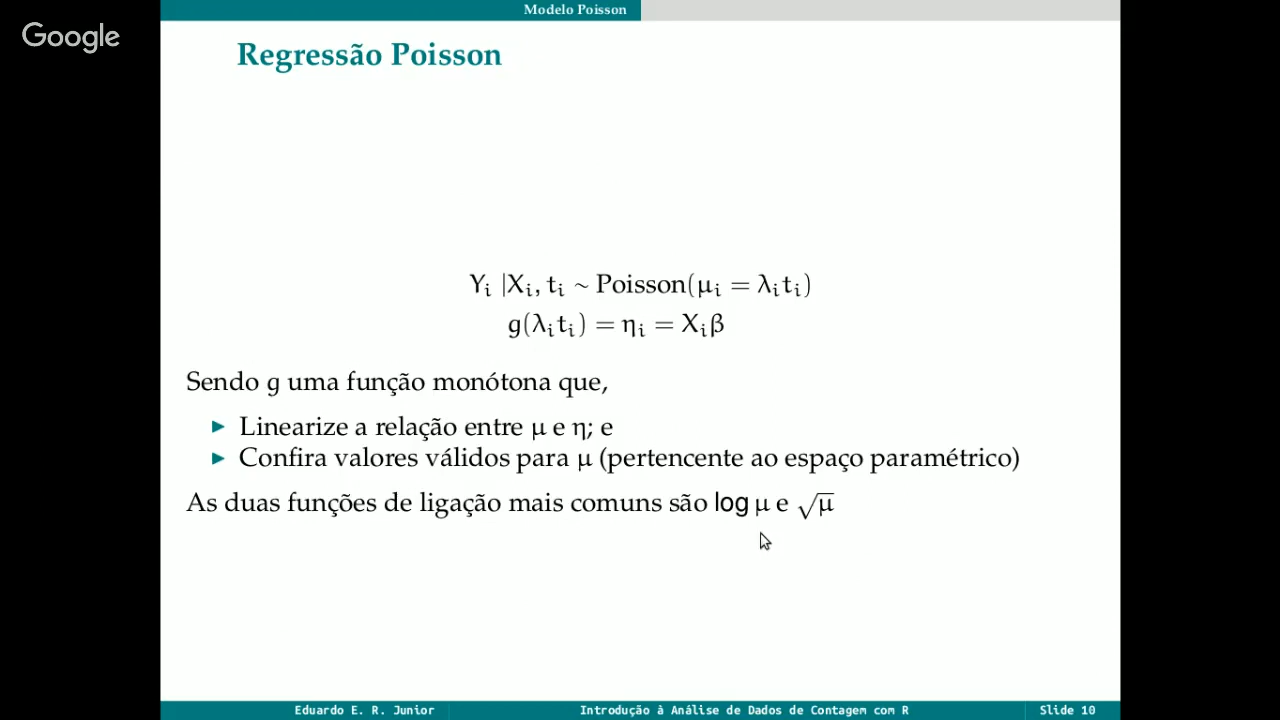 Modelo Poisson
Google
Regressão Poisson
Yᵢ |Xᵢ, tᵢ ~ Poisson(μᵢ = λᵢtᵢ)
g(λᵢtᵢ) = ηᵢ = Xᵢβ
Sendo g uma função monótona que,
► Linearize a relação entre μ e η; e
► Confira valores válidos para μ (pertencente ao espaço paramétrico)
As duas funções de ligação mais comuns são log μ e √μ
Eduardo E. R. Junior
Introdução à Análise de Dados de Contagem com R
Slide 10